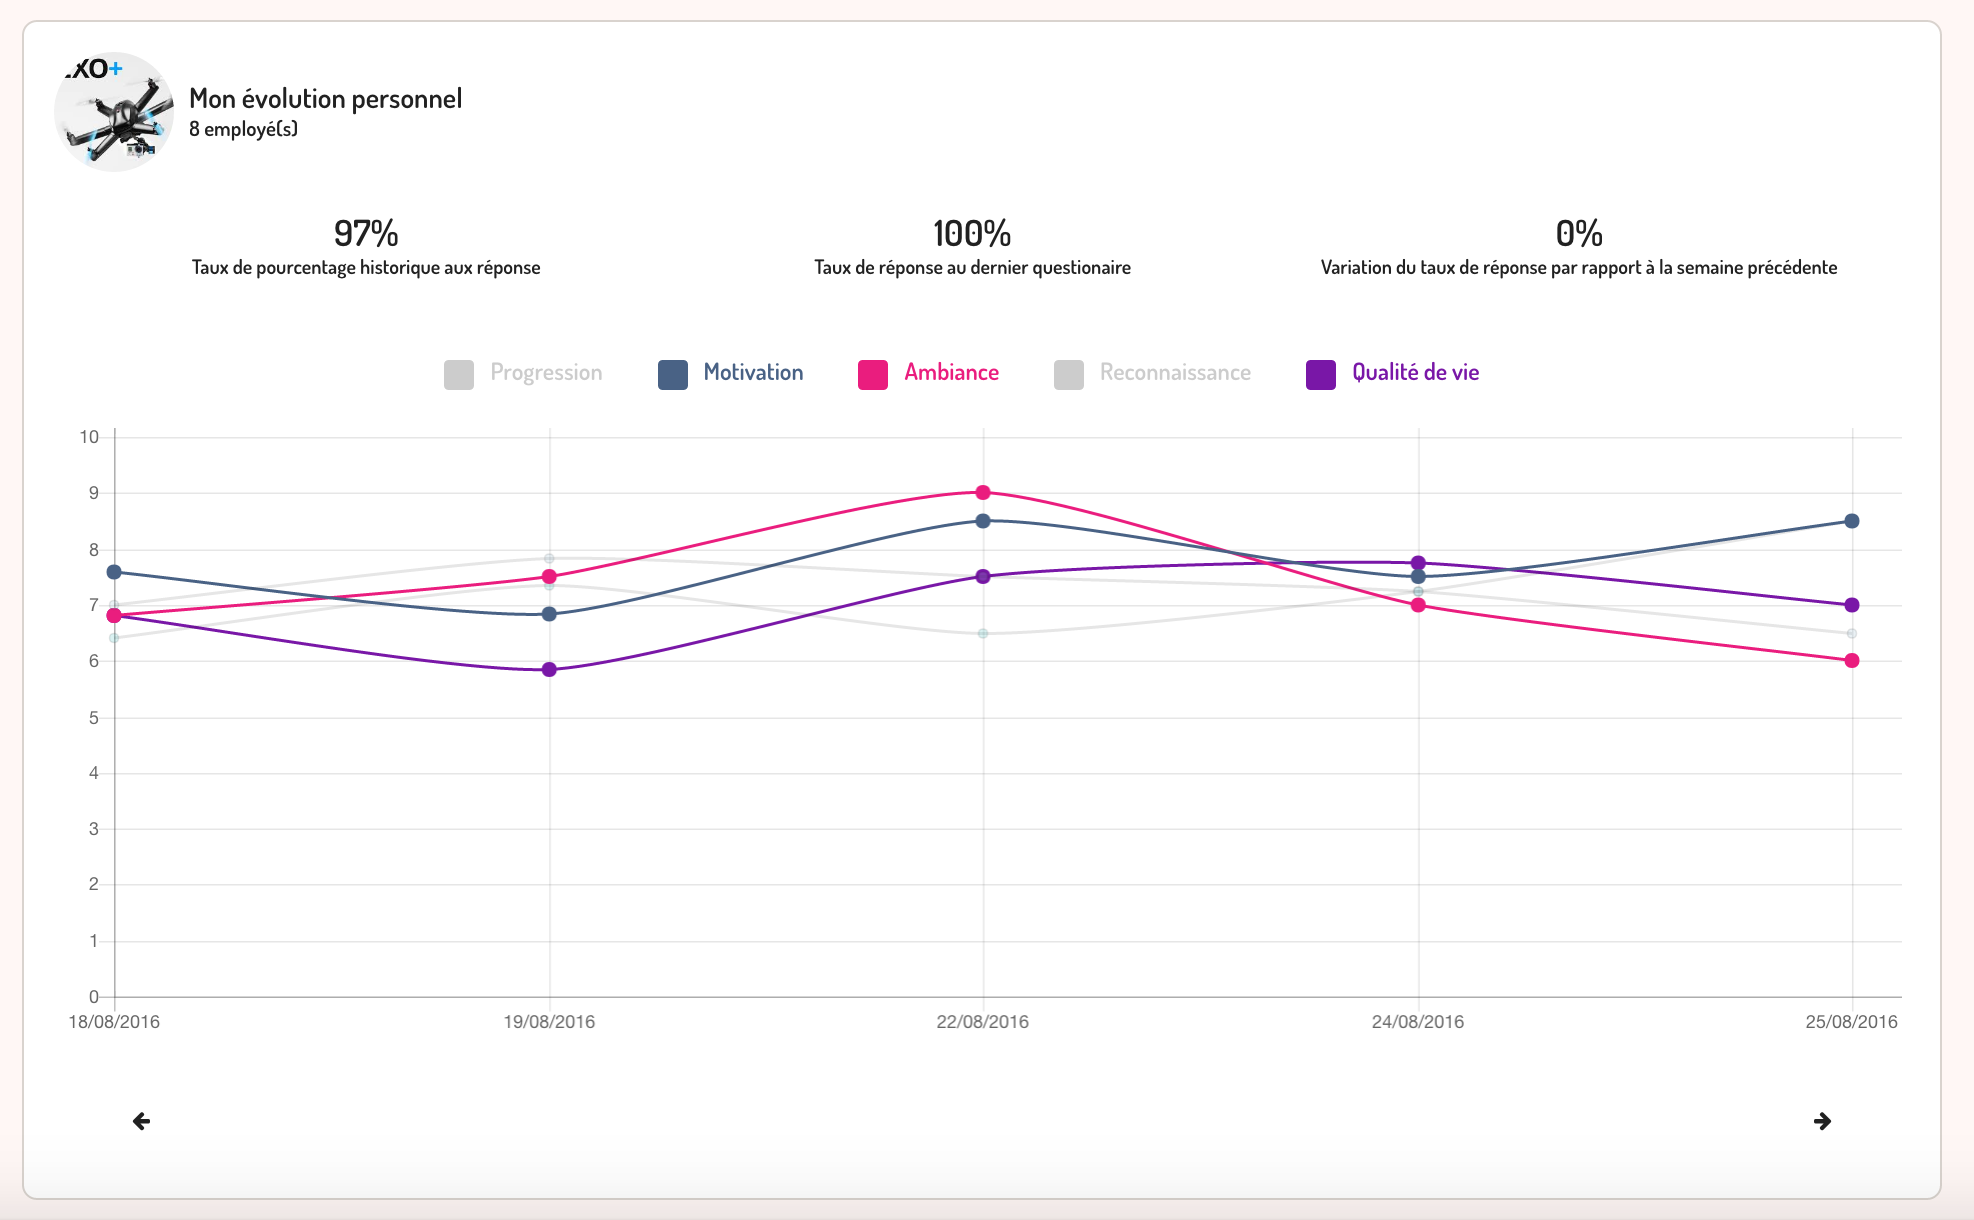 .XO+
Mon évolution personnel
8 employé(s)
97%
Taux de pourcentage historique aux réponse
100%
Taux de réponse au dernier questionaire
0%
Variation du taux de réponse par rapport à la semaine précédente
Progression Motivation Ambiance Reconnaissance Qualité de vie
10
9
8
7
6
5
4
3
2
1
0
18/08/2016 19/08/2016 22/08/2016 24/08/2016 25/08/2016